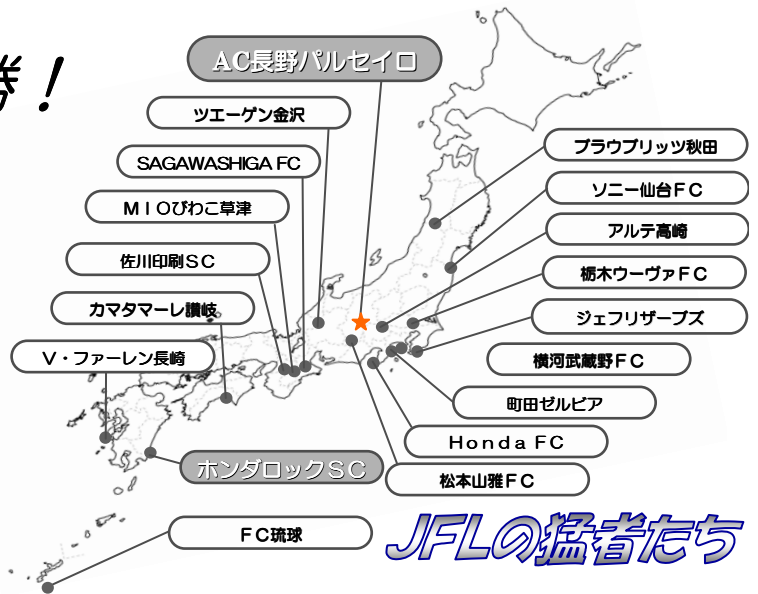 勝！
AC長野パルセイロ
ツエーゲン金沢
SAGAWASHIGA FC
ＭＩＯびわこ草津
佐川印刷ＳＣ
カマタマーレ讃岐
Ｖ・ファーレン長崎
ブラウブリッツ秋田
ソニー仙台ＦＣ
アルテ高崎
栃木ウーヴァＦＣ
ジェフリザーブズ
横河武蔵野ＦＣ
町田ゼルビア
Ｈｏｎｄａ ＦＣ
松本山雅ＦＣ
ホンダロックＳＣ
ＦＣ琉球
JFLの猛者たち